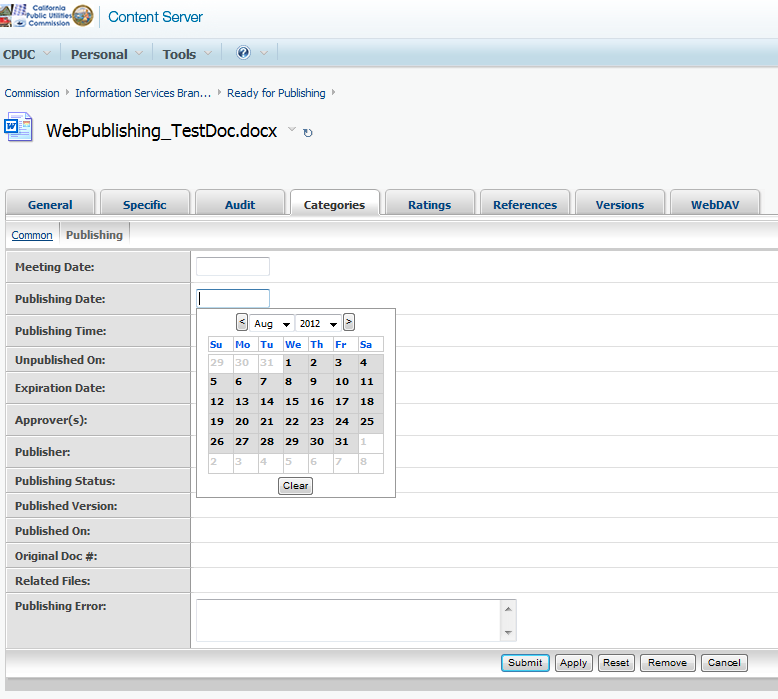 California
Public Utilities
Commission
Content Server
CPUC Personal Tools ?
Commission Information Services Bran... Ready for Publishing
W
WebPublishing_TestDoc.docx
General Specific Audit Categories Ratings References Versions WebDAV
Common Publishing
Meeting Date:
Publishing Date:
< Aug 2012 >
Publishing Time:
Su Mo Tu We Th Fr Sa
Unpublished On:
29 30 31 1 2 3 4
Expiration Date:
5 6 7 8 9 10 11
12 13 14 15 16 17 18
Approver(s):
19 20 21 22 23 24 25
26 27 28 29 30 31 1
Publisher:
2 3 4 5 6 7 8
Publishing Status:
Clear
Published Version:
Published On:
Original Doc #:
Related Files:
Publishing Error:
Submit Apply Reset Remove Cancel